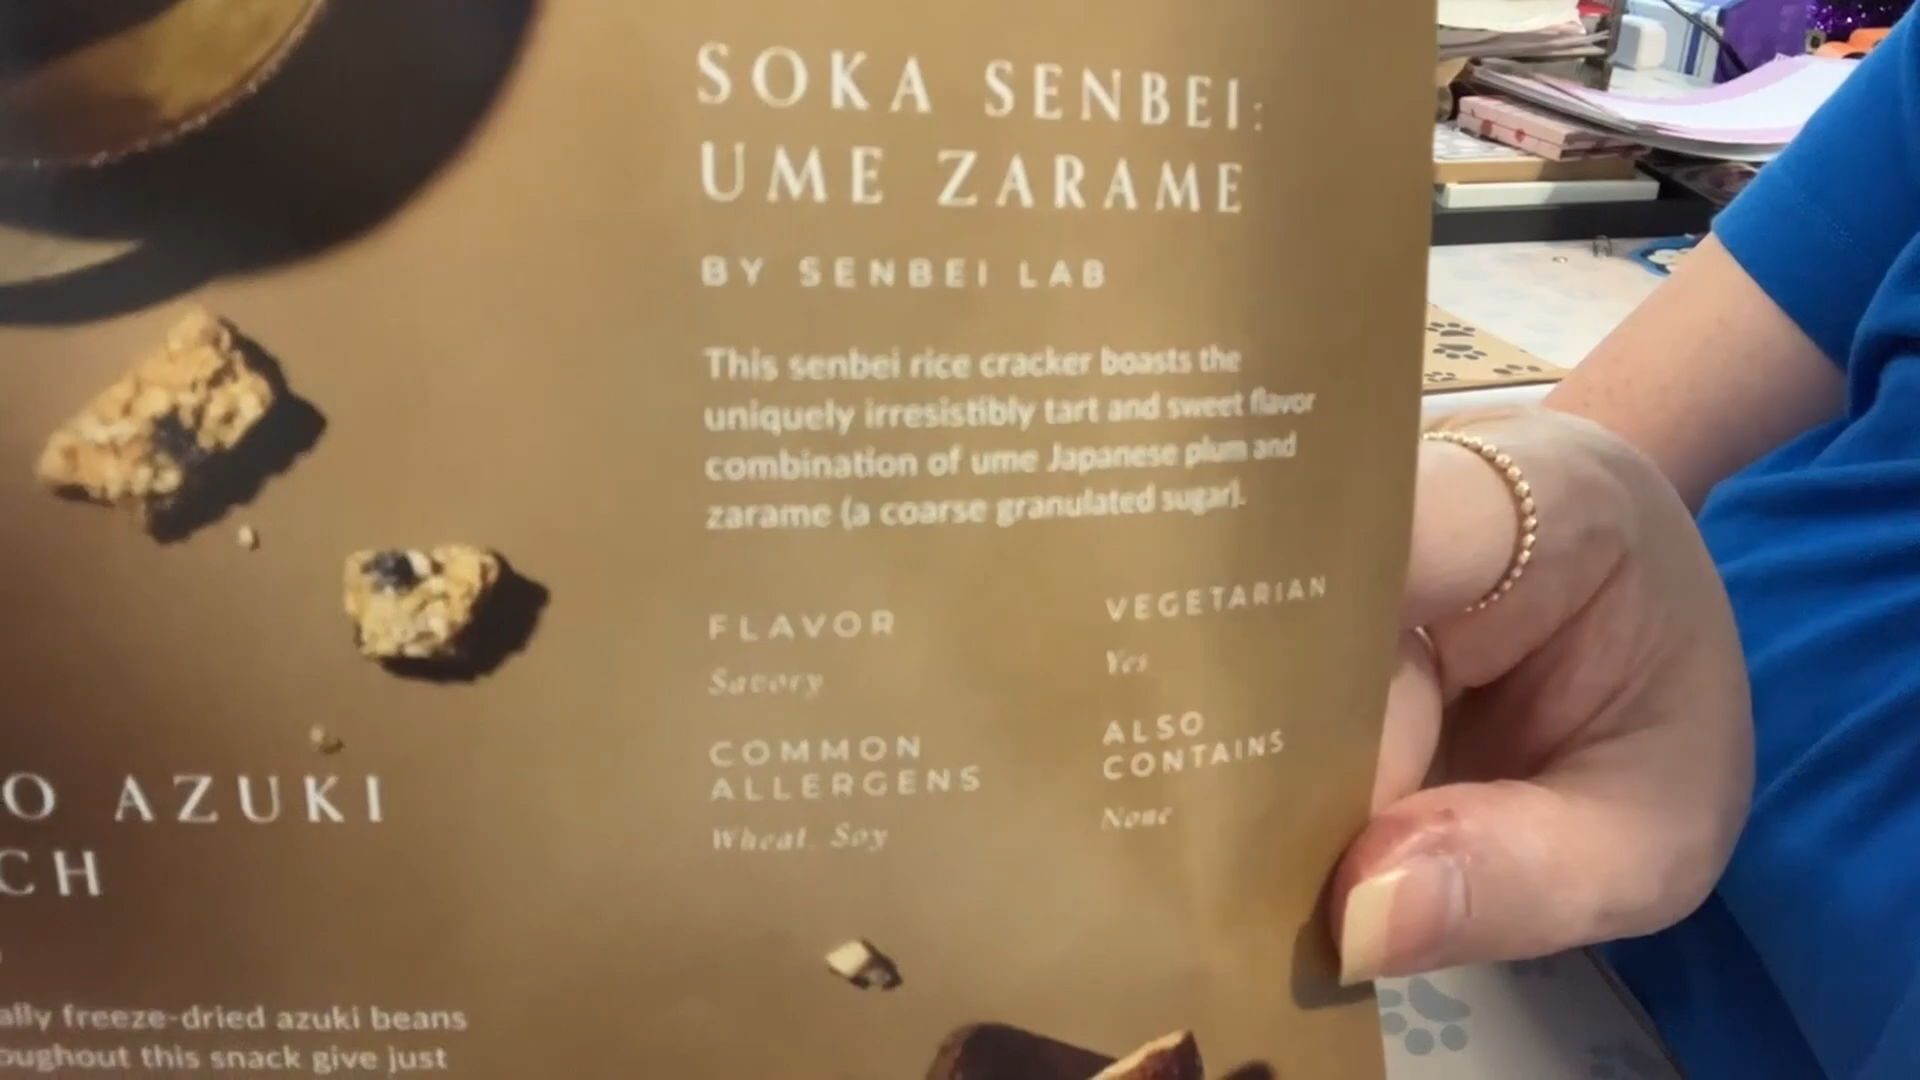 SOKA SENBEI:
UME ZARAME
BY SENBEI LAB
This senbei rice cracker boasts the
uniquely irresistibly tart and sweet flavor
combination of ume Japanese plum and
zarame (a coarse granulated sugar).
FLAVOR
Savory
VEGETARIAN
Yes
COMMON
ALLERGENS
Wheat, Soy
ALSO
CONTAINS
None
O AZUKI
CH
ally freeze-dried azuki beans
oughout this snack give just